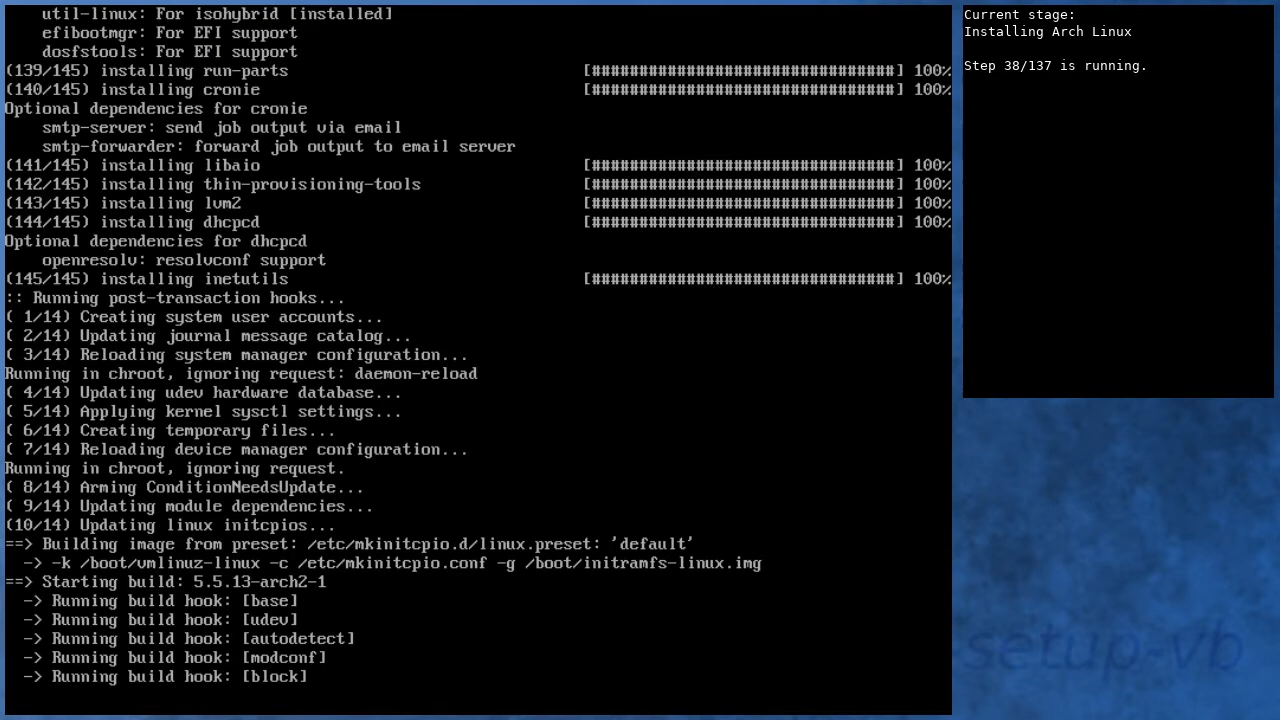 util-linux: For isohybrid [installed]
    efibootmgr: For EFI support
    dosfstools: For EFI support
(139/145) installing run-parts [################################] 100%
(140/145) installing cronie [################################] 100%
Optional dependencies for cronie
    smtp-server: send job output via email
    smtp-forwarder: forward job output to email server
(141/145) installing libaio [################################] 100%
(142/145) installing thin-provisioning-tools [################################] 100%
(143/145) installing lvm2 [################################] 100%
(144/145) installing dhcpcd [################################] 100%
Optional dependencies for dhcpcd
    openresolv: resolvconf support
(145/145) installing inetutils [################################] 100%
:: Running post-transaction hooks...
( 1/14) Creating system user accounts...
( 2/14) Updating journal message catalog...
( 3/14) Reloading system manager configuration...
Running in chroot, ignoring request: daemon-reload
( 4/14) Updating udev hardware database...
( 5/14) Applying kernel sysctl settings...
( 6/14) Creating temporary files...
( 7/14) Reloading device manager configuration...
Running in chroot, ignoring request.
( 8/14) Arming ConditionNeedsUpdate...
( 9/14) Updating module dependencies...
(10/14) Updating linux initcpios...
==> Building image from preset: /etc/mkinitcpio.d/linux.preset: 'default'
  -> -k /boot/vmlinuz-linux -c /etc/mkinitcpio.conf -g /boot/initramfs-linux.img
==> Starting build: 5.5.13-arch2-1
  -> Running build hook: [base]
  -> Running build hook: [udev]
  -> Running build hook: [autodetect]
  -> Running build hook: [modconf]
  -> Running build hook: [block]
Current stage:
Installing Arch Linux
Step 38/137 is running.
setup-vb